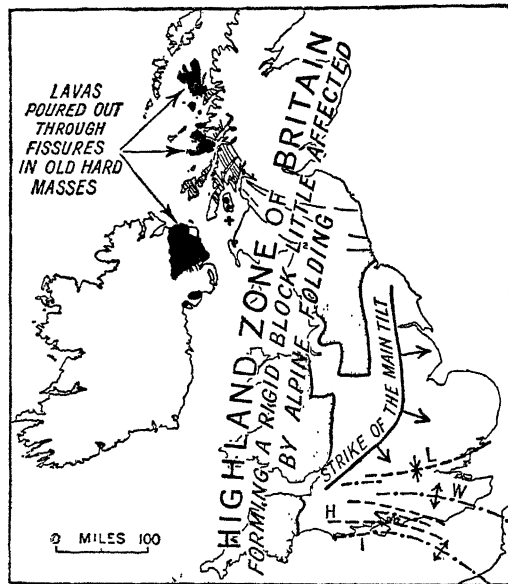 LAVAS
POURED OUT
THROUGH
FISSURES
IN OLD HARD
MASSES
HIGHLAND ZONE OF BRITAIN
FORMING A RIGID BLOCK—LITTLE AFFECTED
BY ALPINE FOLDING
STRIKE OF THE MAIN TILT
L
W
H
I
0 MILES 100